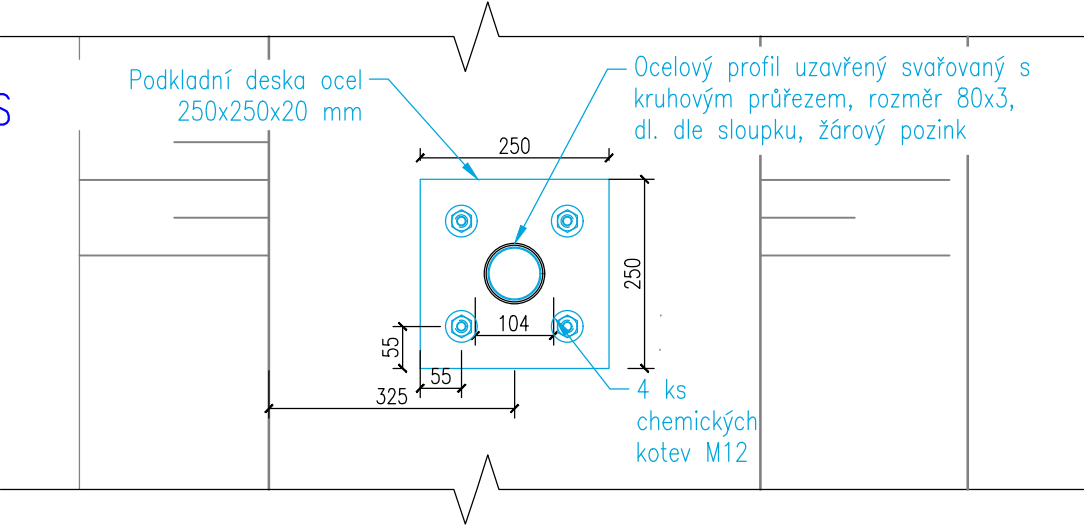 Podkladní deska ocel
250x250x20 mm
S
Ocelový profil uzavřený svařovaný s
kruhovým průřezem, rozměr 80x3,
dl. dle sloupku, žárový pozink
250
250
104
55
55
325
4 ks
chemických
kotev M12